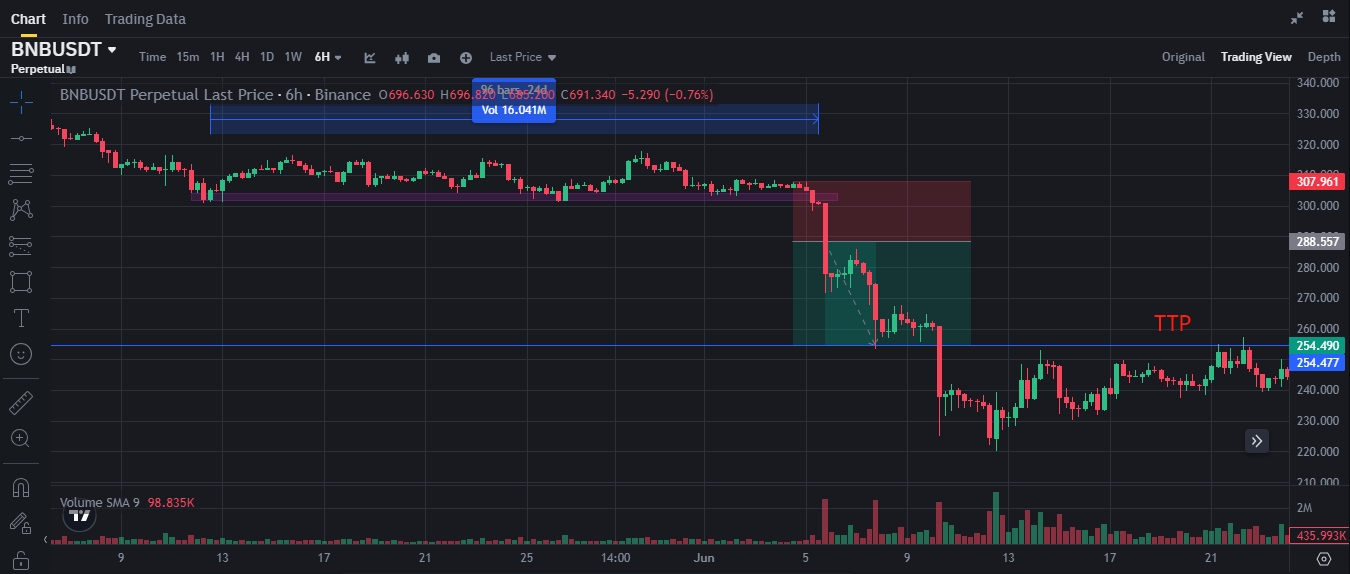 Chart Info Trading Data
BNBUSDT
Perpetual
Time 15m 1H 4H 1D 1W 6H Last Price Original Trading View Depth
BNBUSDT Perpetual Last Price · 6h · Binance O696.630 H696.820 L685.200 C691.340 −5.290 (−0.76%)
96 bars, 24d
Vol 16.041M
340.000
330.000
320.000
307.961
300.000
288.557
280.000
270.000
TTP
260.000
254.490
254.477
240.000
230.000
220.000
210.000
Volume SMA 9 98.835K
2M
435.993K
9 13 17 21 25 14:00 Jun 5 9 13 17 21